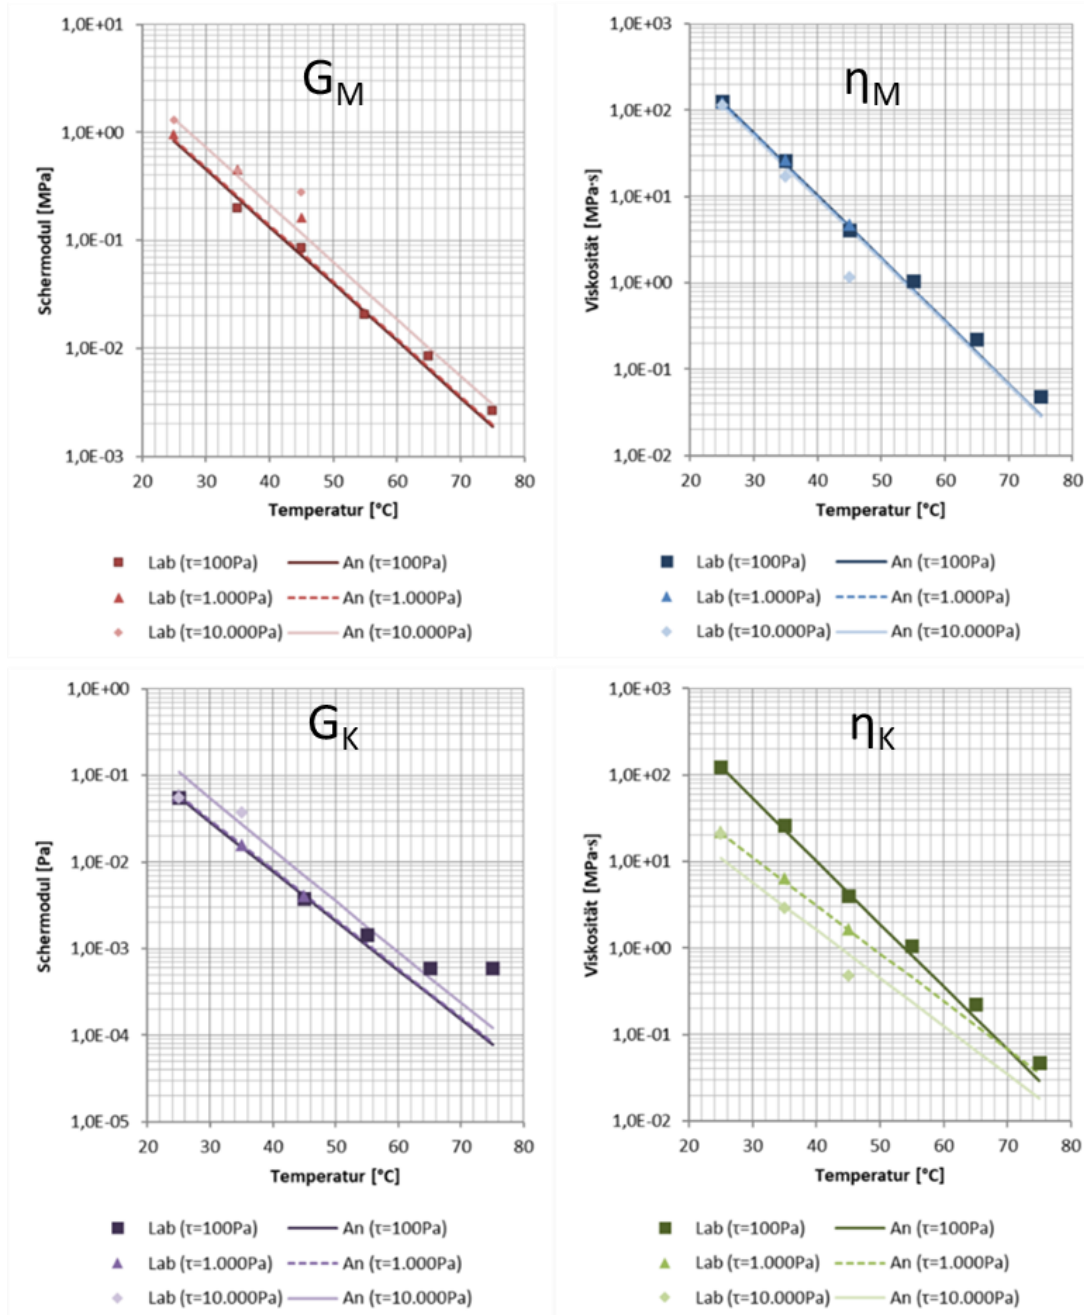 G_M
1,0E+01
1,0E+00
1,0E-01
1,0E-02
1,0E-03
Schermodul [MPa]
20 30 40 50 60 70 80
Temperatur [°C]
Lab (τ=100Pa) An (τ=100Pa)
Lab (τ=1.000Pa) An (τ=1.000Pa)
Lab (τ=10.000Pa) An (τ=10.000Pa)
η_M
1,0E+03
1,0E+02
1,0E+01
1,0E+00
1,0E-01
1,0E-02
Viskosität [MPa·s]
20 30 40 50 60 70 80
Temperatur [°C]
Lab (τ=100Pa) An (τ=100Pa)
Lab (τ=1.000Pa) An (τ=1.000Pa)
Lab (τ=10.000Pa) An (τ=10.000Pa)
G_K
1,0E+00
1,0E-01
1,0E-02
1,0E-03
1,0E-04
1,0E-05
Schermodul [Pa]
20 30 40 50 60 70 80
Temperatur [°C]
Lab (τ=100Pa) An (τ=100Pa)
Lab (τ=1.000Pa) An (τ=1.000Pa)
Lab (τ=10.000Pa) An (τ=10.000Pa)
η_K
1,0E+03
1,0E+02
1,0E+01
1,0E+00
1,0E-01
1,0E-02
Viskosität [MPa·s]
20 30 40 50 60 70 80
Temperatur [°C]
Lab (τ=100Pa) An (τ=100Pa)
Lab (τ=1.000Pa) An (τ=1.000Pa)
Lab (τ=10.000Pa) An (τ=10.000Pa)